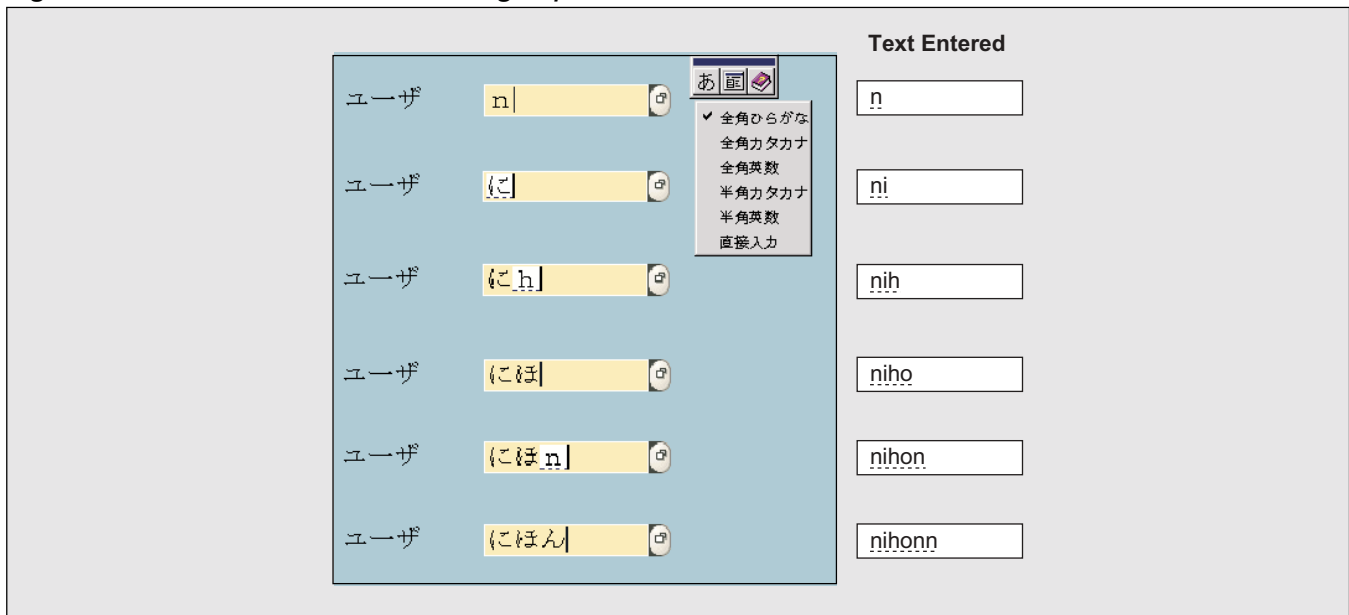 Text Entered
あ
ユーザ n n
全角ひらがな
全角カタカナ
全角英数
半角カタカナ
半角英数
直接入力
ユーザ に ni
ユーザ にh nih
ユーザ にほ niho
ユーザ にほn nihon
ユーザ にほん nihonn